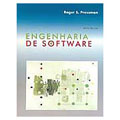 Roger S. Pressman
ENGENHARIA
DE SOFTWARE